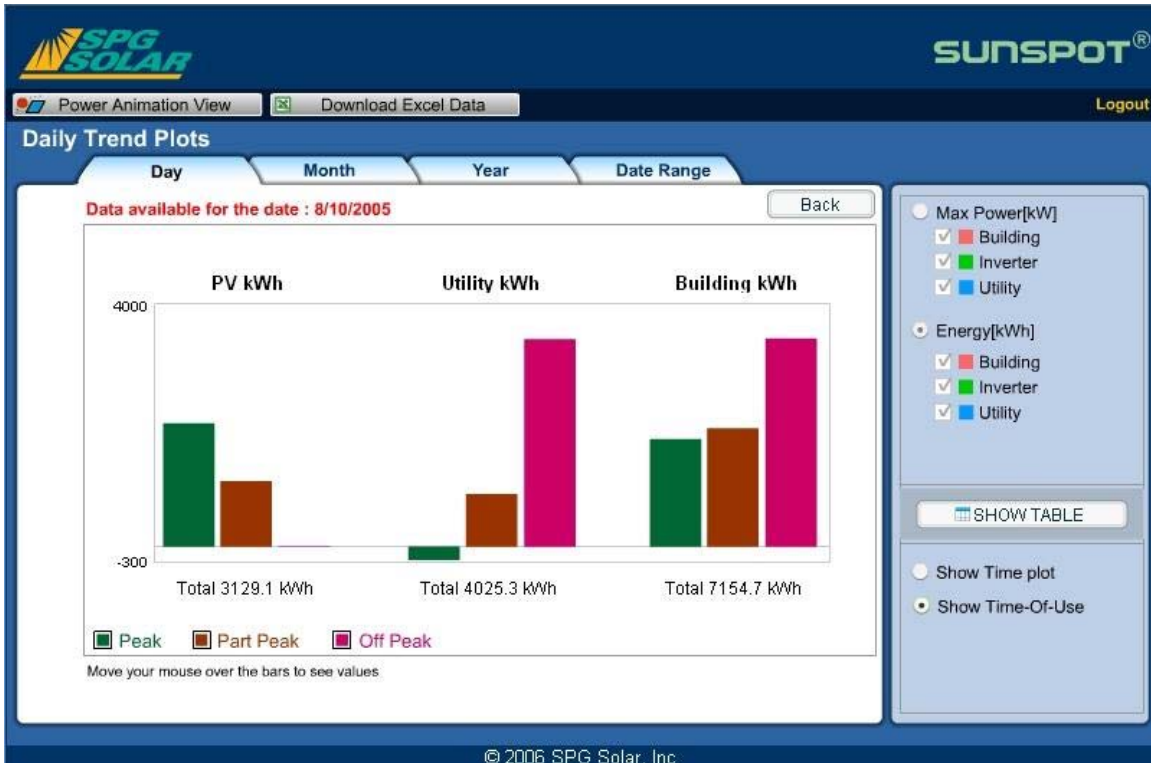 SPG
SOLAR
SUNSPOT®
Power Animation View
Download Excel Data
Logout
Daily Trend Plots
Day
Month
Year
Date Range
Data available for the date : 8/10/2005
Back
PV kWh
Utility kWh
Building kWh
4000
-300
Total 3129.1 kWh
Total 4025.3 kWh
Total 7154.7 kWh
Peak
Part Peak
Off Peak
Move your mouse over the bars to see values
Max Power[kW]
Building
Inverter
Utility
Energy[kWh]
Building
Inverter
Utility
SHOW TABLE
Show Time plot
Show Time-Of-Use
© 2006 SPG Solar, Inc